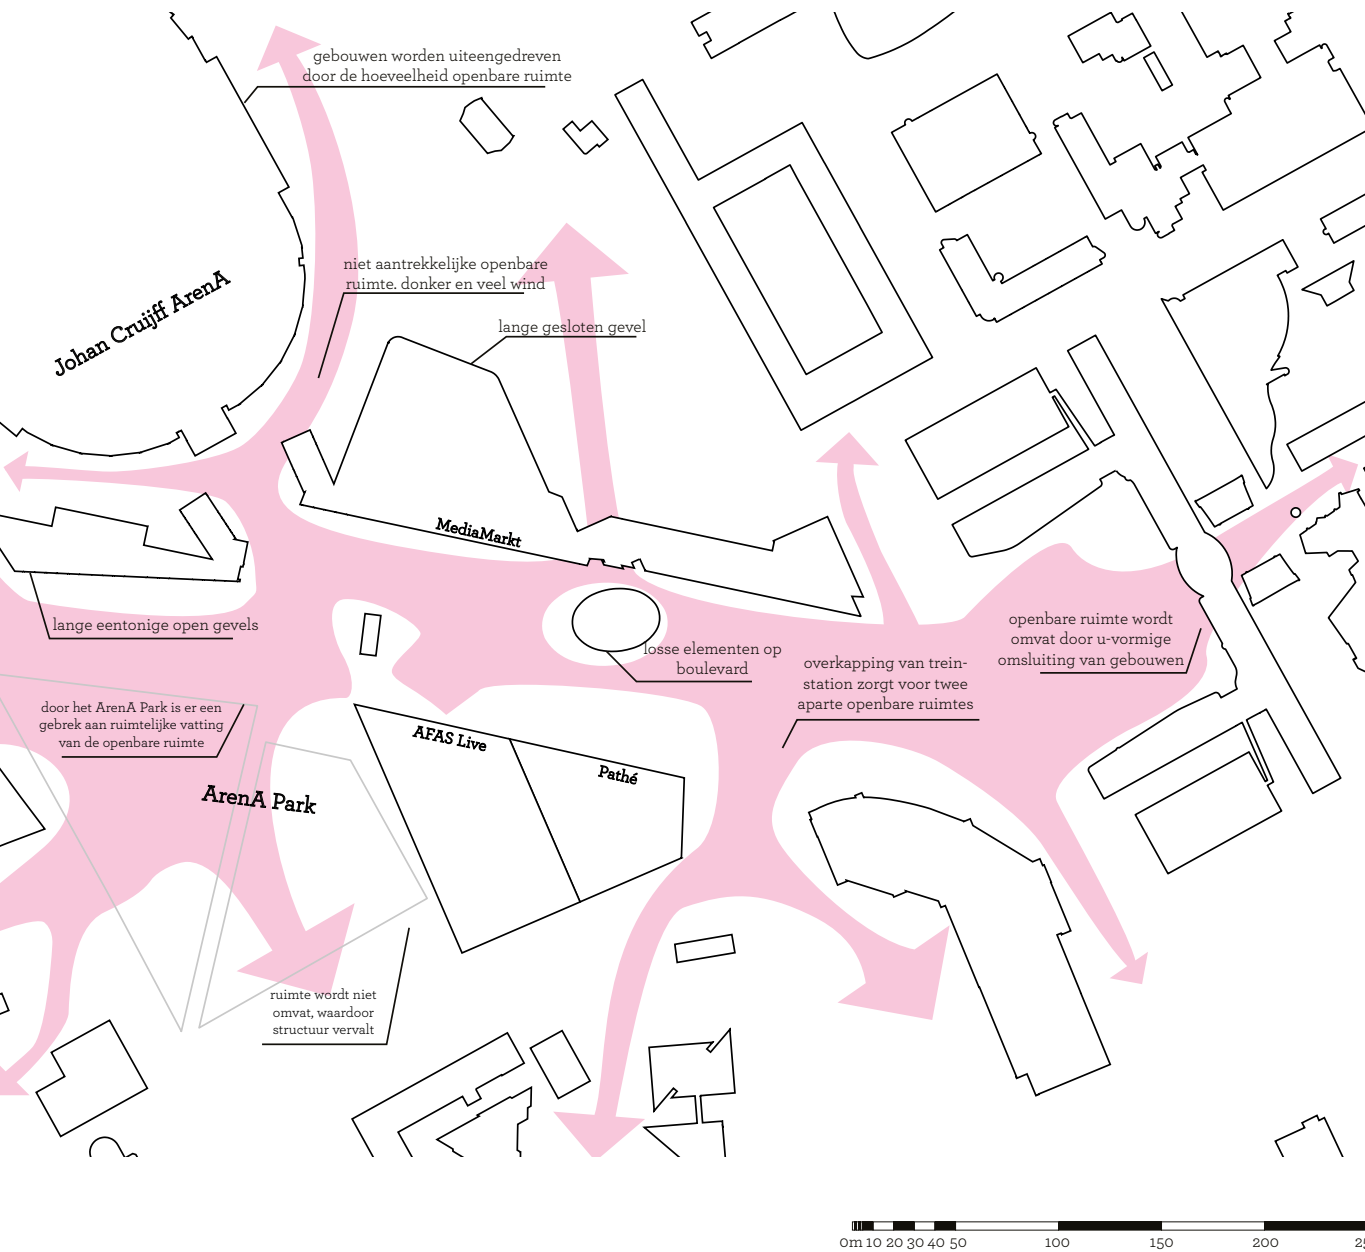 gebouwen worden uiteengedreven
door de hoeveelheid openbare ruimte
niet aantrekkelijke openbare
ruimte. donker en veel wind
lange gesloten gevel
Johan Cruijff ArenA
MediaMarkt
lange eentonige open gevels
losse elementen op
boulevard
overkapping van trein-
station zorgt voor twee
aparte openbare ruimtes
openbare ruimte wordt
omvat door u-vormige
omsluiting van gebouwen
door het ArenA Park is er een
gebrek aan ruimtelijke vatting
van de openbare ruimte
AFAS Live
Pathé
ArenA Park
ruimte wordt niet
omvat, waardoor
structuur vervalt
0m 10 20 30 40 50 100 150 200